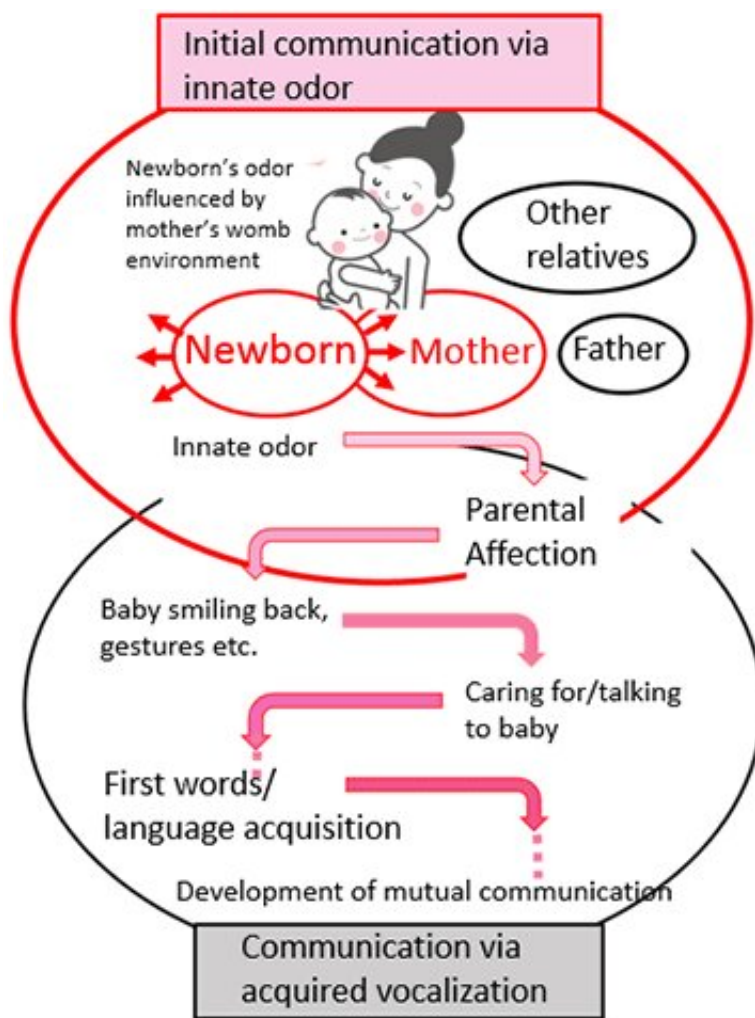 Initial communication via
innate odor
Newborn's odor
influenced by
mother's womb
environment
Other
relatives
Newborn
Mother
Father
Innate odor
Parental
Affection
Baby smiling back,
gestures etc.
Caring for/talking
to baby
First words/
language acquisition
Development of mutual communication
Communication via
acquired vocalization